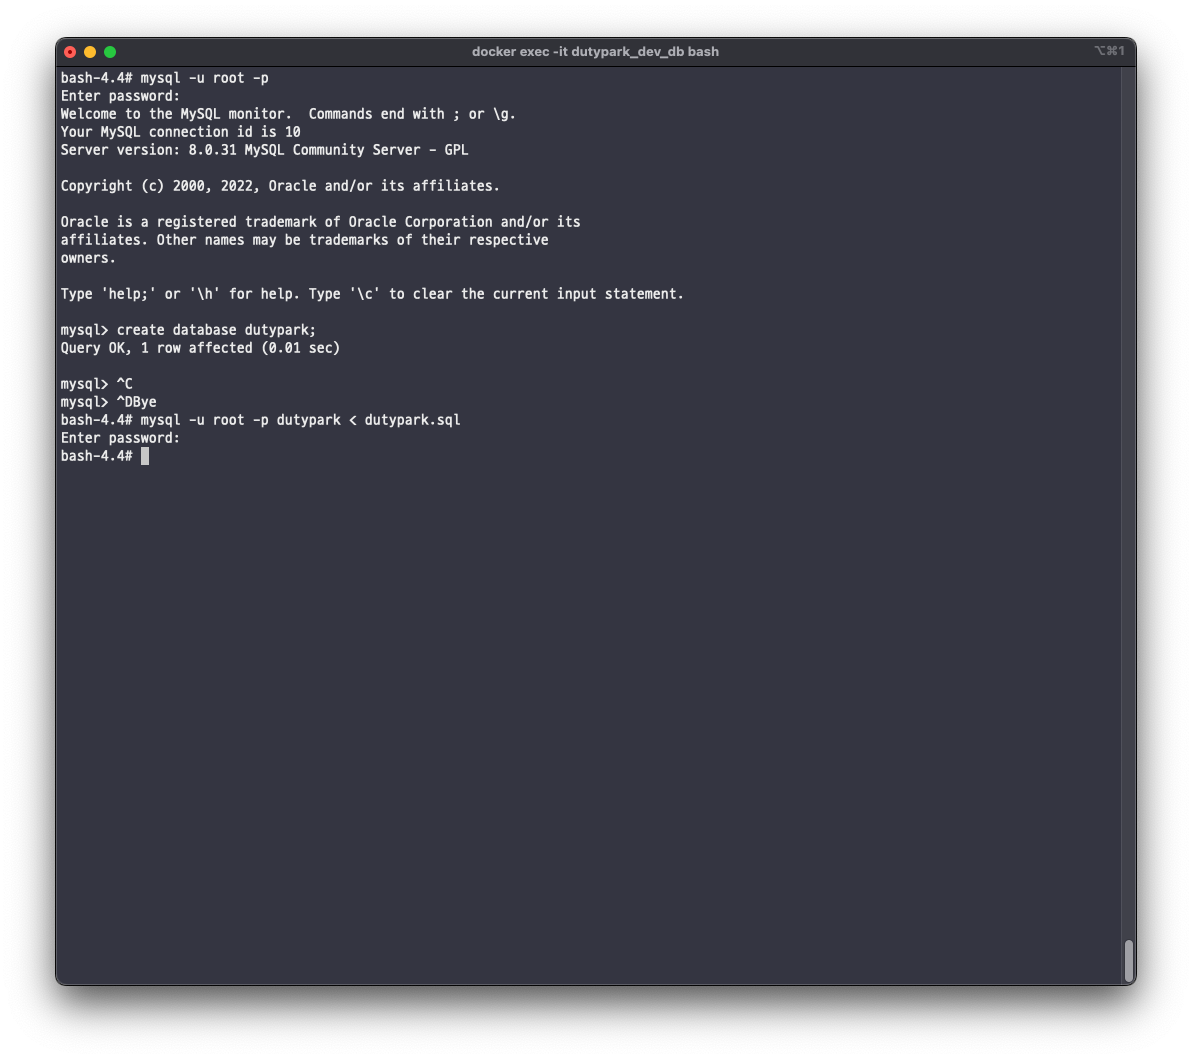 docker exec -it dutypark_dev_db bash
⌥⌘1
bash-4.4# mysql -u root -p
Enter password:
Welcome to the MySQL monitor.  Commands end with ; or \g.
Your MySQL connection id is 10
Server version: 8.0.31 MySQL Community Server - GPL
Copyright (c) 2000, 2022, Oracle and/or its affiliates.
Oracle is a registered trademark of Oracle Corporation and/or its
affiliates. Other names may be trademarks of their respective
owners.
Type 'help;' or '\h' for help. Type '\c' to clear the current input statement.
mysql> create database dutypark;
Query OK, 1 row affected (0.01 sec)
mysql> ^C
mysql> ^DBye
bash-4.4# mysql -u root -p dutypark < dutypark.sql
Enter password:
bash-4.4#